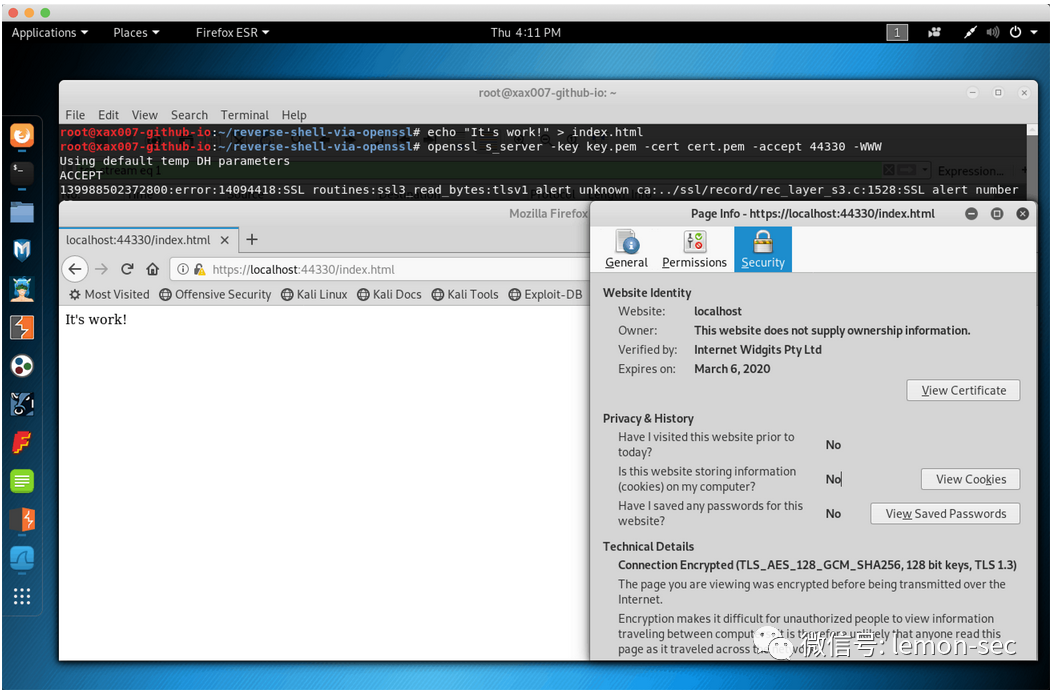 Applications Places Firefox ESR Thu 4:11 PM 1
root@xax007-github-io: ~
File Edit View Search Terminal Help
root@xax007-github-io:~/reverse-shell-via-openssl# echo "It's work!" > index.html
root@xax007-github-io:~/reverse-shell-via-openssl# openssl s_server -key key.pem -cert cert.pem -accept 44330 -WWW
Using default temp DH parameters
ACCEPT
Expression...
139988502372800:error:14094418:SSL routines:ssl3_read_bytes:tlsv1 alert unknown ca:../ssl/record/rec_layer_s3.c:1528:SSL alert number
Mozilla Firefox
localhost:44330/index.html
https://localhost:44330/index.html
Most Visited Offensive Security Kali Linux Kali Docs Kali Tools Exploit-DB
It's work!
Page Info - https://localhost:44330/index.html
General Permissions Security
Website Identity
Website: localhost
Owner: This website does not supply ownership information.
Verified by: Internet Widgits Pty Ltd
Expires on: March 6, 2020
View Certificate
Privacy & History
Have I visited this website prior to
today?
No
Is this website storing information
(cookies) on my computer?
No
View Cookies
Have I saved any passwords for this
website?
No
View Saved Passwords
Technical Details
Connection Encrypted (TLS_AES_128_GCM_SHA256, 128 bit keys, TLS 1.3)
The page you are viewing was encrypted before being transmitted over the
Internet.
Encryption makes it difficult for unauthorized people to view information
traveling between It is therefore unlikely that anyone read this
page as it traveled across
微信号: lemon-sec